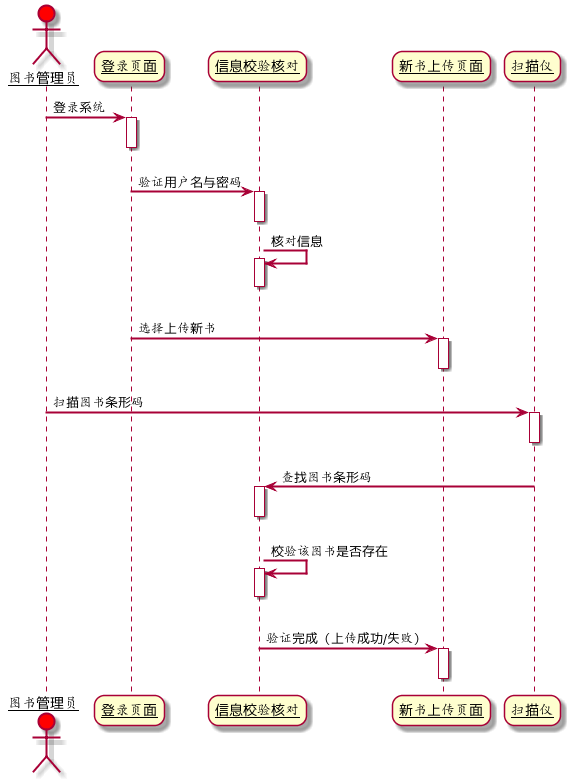 图书管理员
登录页面
信息校验核对
新书上传页面
扫描仪
登录系统
验证用户名与密码
核对信息
选择上传新书
扫描图书条形码
查找图书条形码
校验该图书是否存在
验证完成（上传成功/失败）
图书管理员
登录页面
信息校验核对
新书上传页面
扫描仪